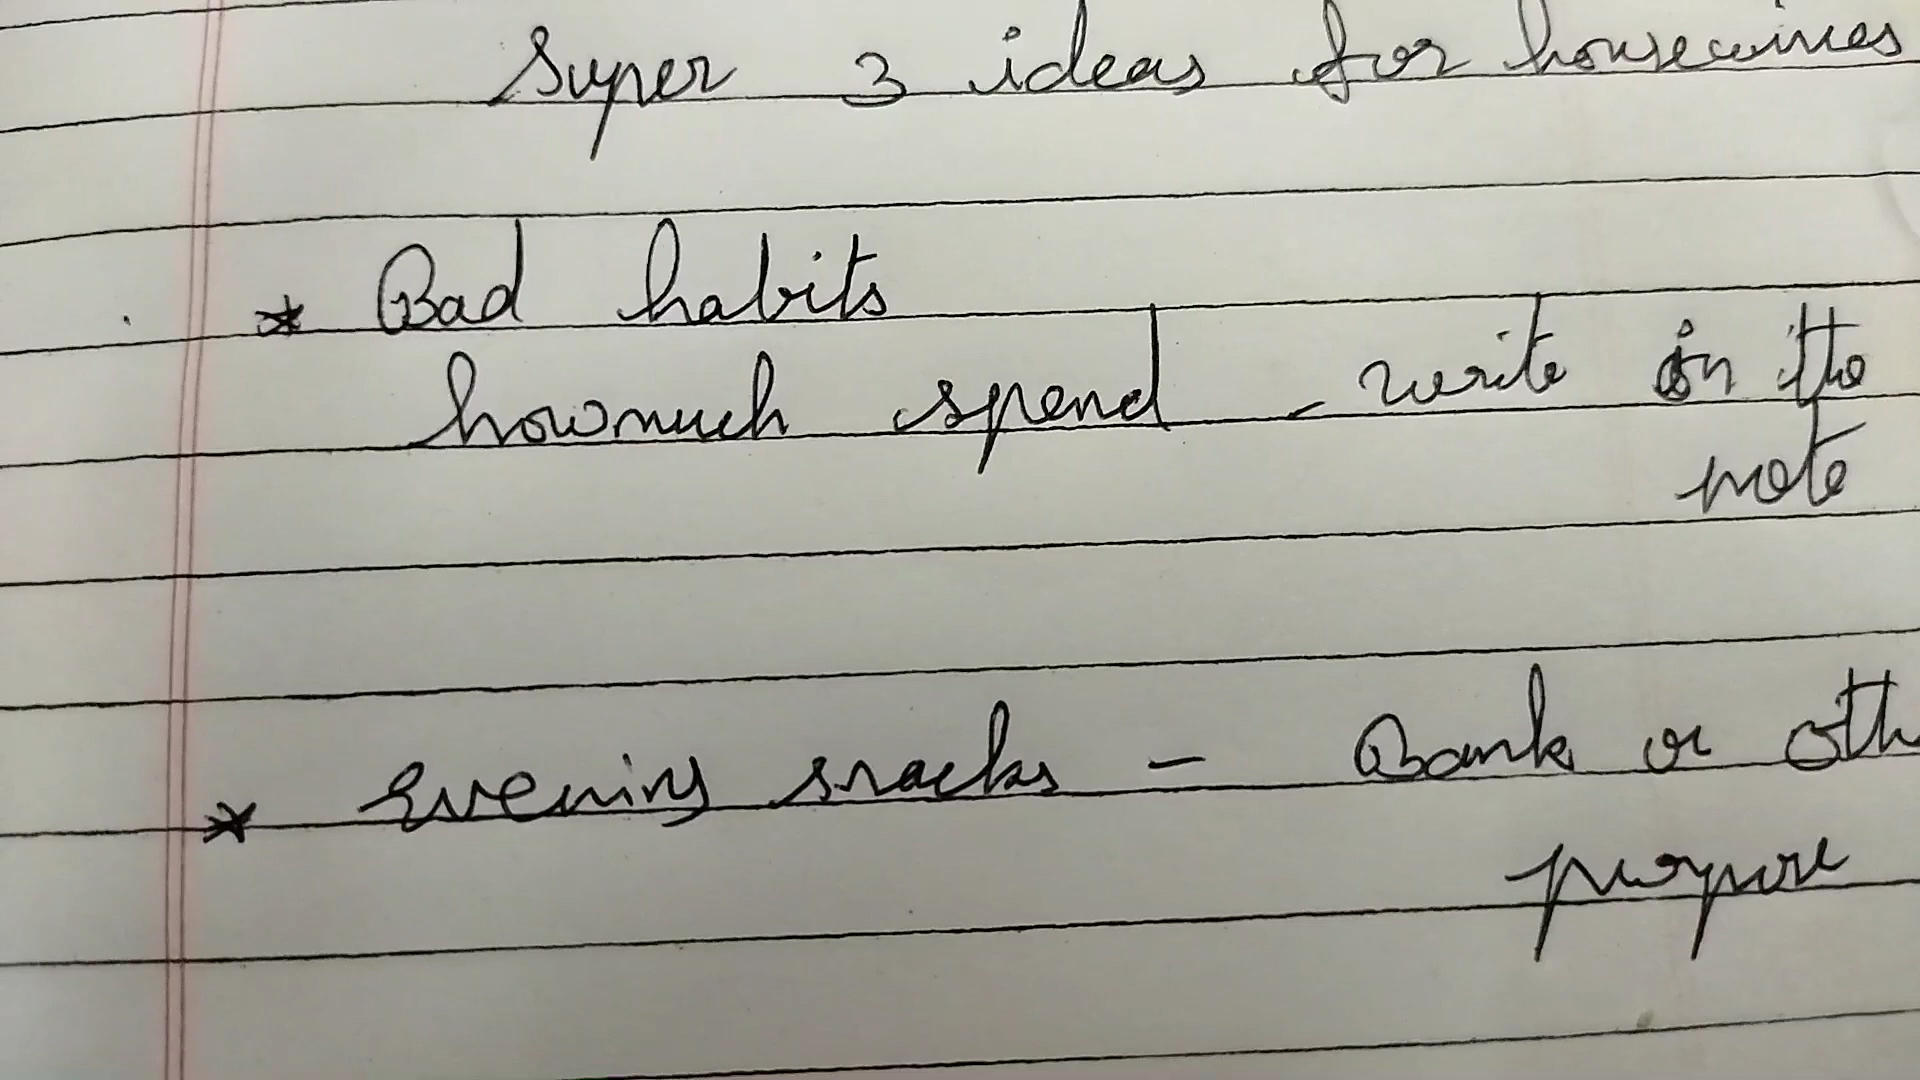 Super 3 ideas for housewives
* Bad habits
howmuch spend - write in the
note
* evening snacks - Bank or oth
purpose